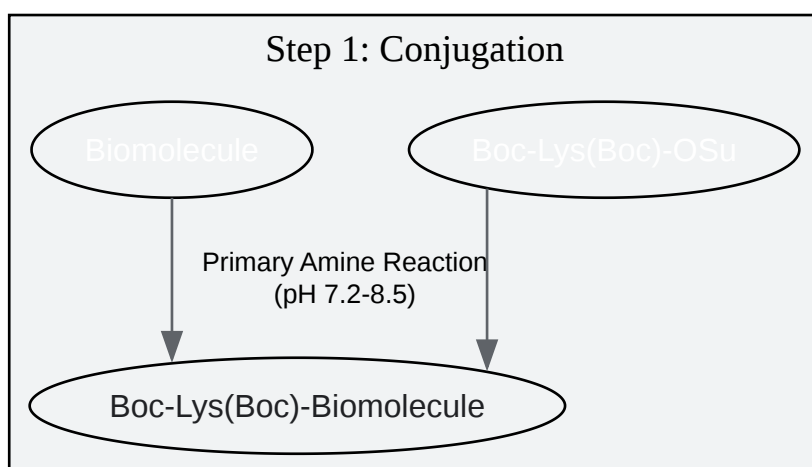 Step 1: Conjugation
Biomolecule
Boc-Lys(Boc)-OSu
Primary Amine Reaction
(pH 7.2-8.5)
Boc-Lys(Boc)-Biomolecule